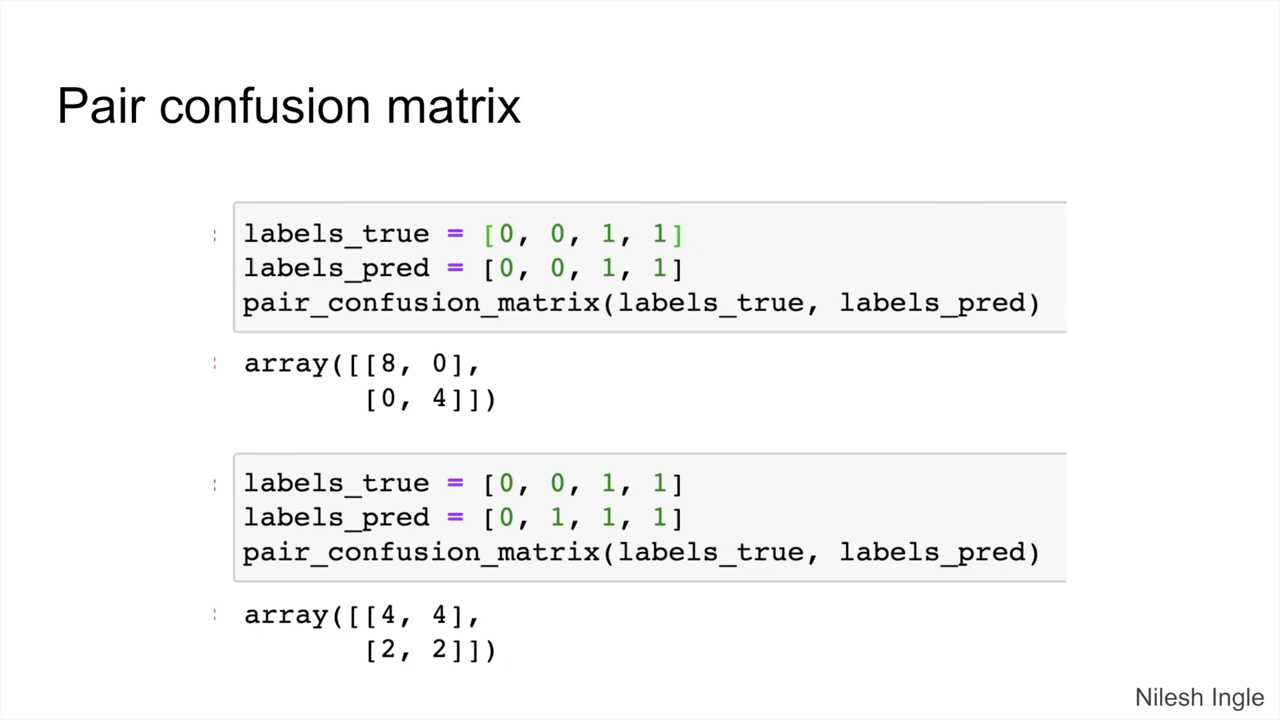 Pair confusion matrix
labels_true = [0, 0, 1, 1]
labels_pred = [0, 0, 1, 1]
pair_confusion_matrix(labels_true, labels_pred)
array([[8, 0],
[0, 4]])
labels_true = [0, 0, 1, 1]
labels_pred = [0, 1, 1, 1]
pair_confusion_matrix(labels_true, labels_pred)
array([[4, 4],
[2, 2]])
Nilesh Ingle